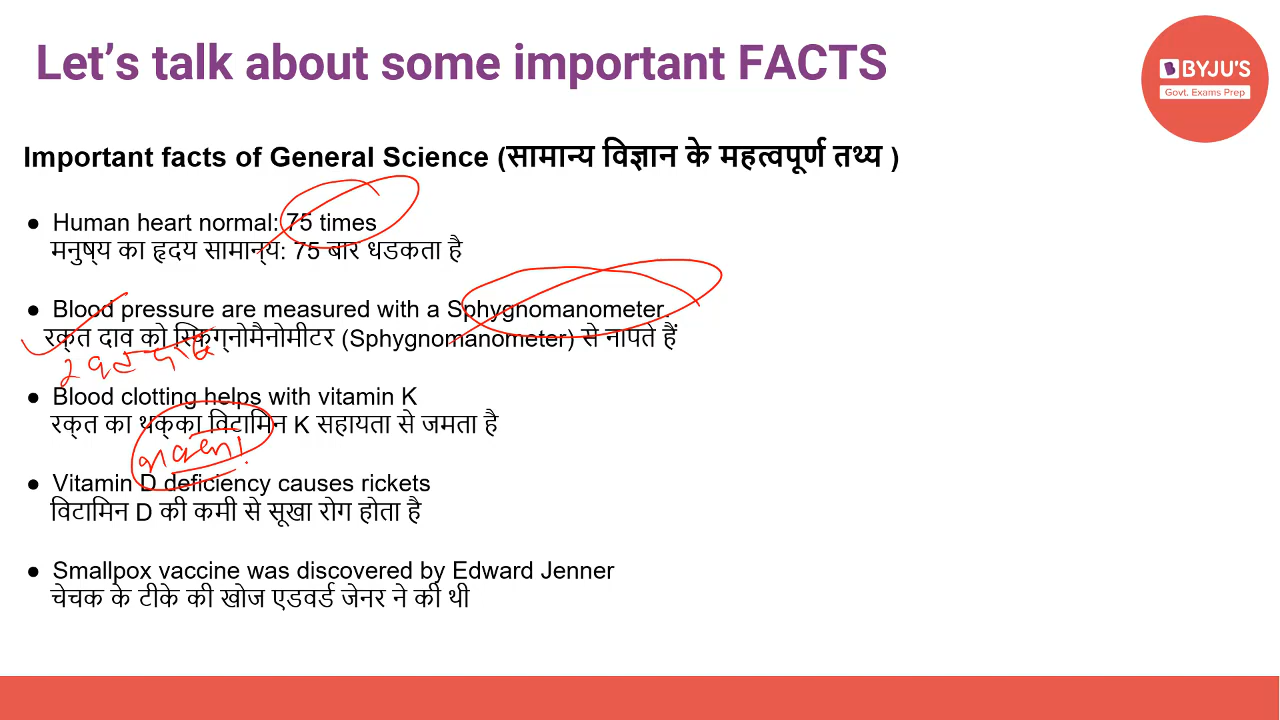 Let's talk about some important FACTS
BYJU'S
Govt. Exams Prep
Important facts of General Science (सामान्य विज्ञान के महत्वपूर्ण तथ्य )
● Human heart normal: 75 times
मनुष्य का हृदय सामान्य: 75 बार धडकता है
● Blood pressure are measured with a Sphygnomanometer.
रक्त दाव को स्फिग्नोमैनोमीटर (Sphygnomanometer) से नापते हैं
● Blood clotting helps with vitamin K
रक्त का थक्का विटामिन K सहायता से जमता है
● Vitamin D deficiency causes rickets
विटामिन D की कमी से सूखा रोग होता है
● Smallpox vaccine was discovered by Edward Jenner
चेचक के टीके की खोज एडवर्ड जेनर ने की थी